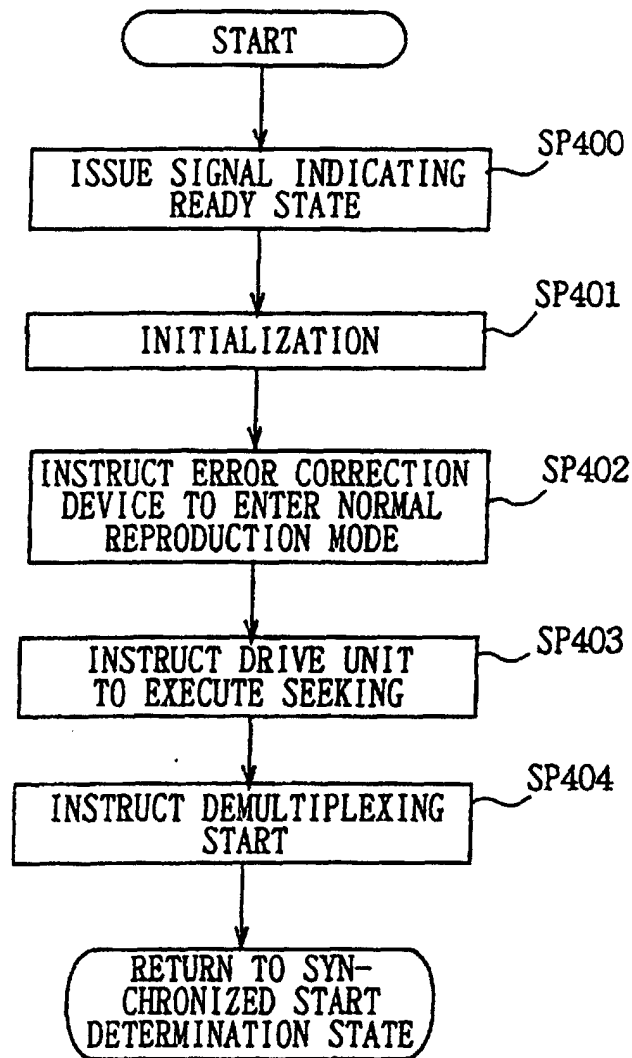 START
SP400
ISSUE SIGNAL INDICATING
READY STATE
SP401
INITIALIZATION
SP402
INSTRUCT ERROR CORRECTION
DEVICE TO ENTER NORMAL
REPRODUCTION MODE
SP403
INSTRUCT DRIVE UNIT
TO EXECUTE SEEKING
SP404
INSTRUCT DEMULTIPLEXING
START
RETURN TO SYN-
CHRONIZED START
DETERMINATION STATE